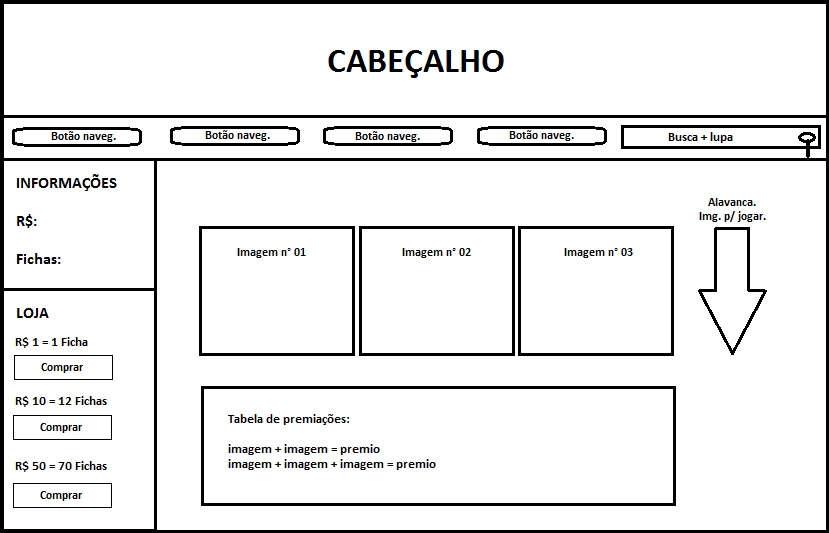 CABEÇALHO
Botão naveg.
Botão naveg.
Botão naveg.
Botão naveg.
Busca + lupa
INFORMAÇÕES
R$:
Fichas:
LOJA
R$ 1 = 1 Ficha
Comprar
R$ 10 = 12 Fichas
Comprar
R$ 50 = 70 Fichas
Comprar
Imagem n° 01
Imagem n° 02
Imagem n° 03
Alavanca.
Img. p/ jogar.
Tabela de premiações:
imagem + imagem = premio
imagem + imagem + imagem = premio